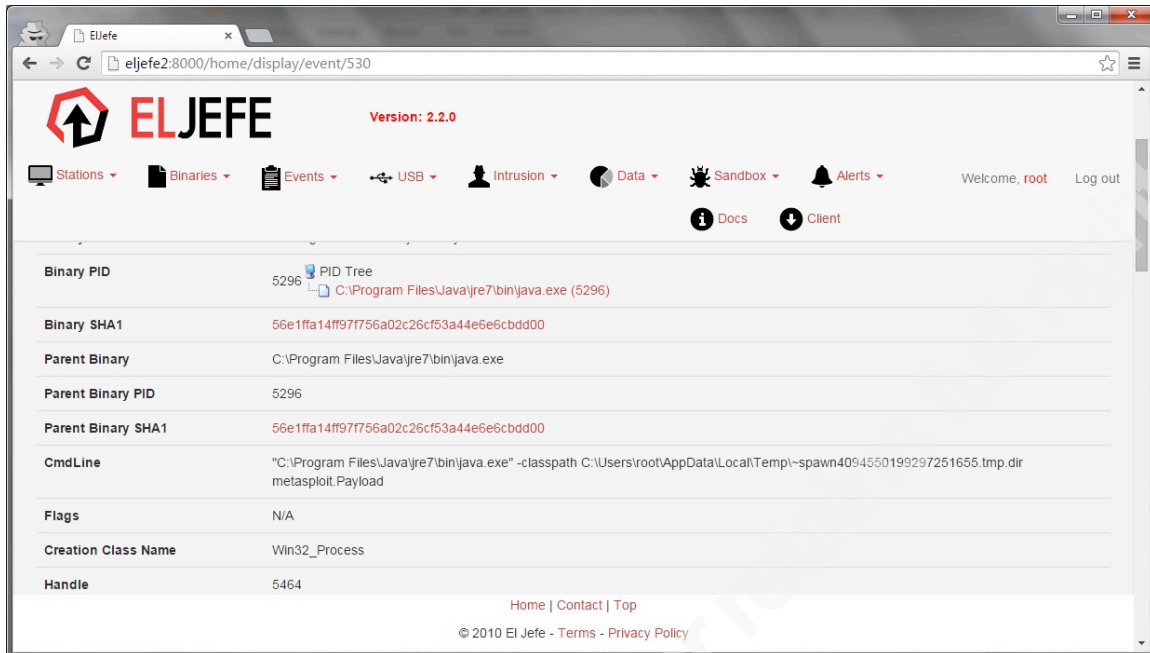 ElJefe
eljefe2:8000/home/display/event/530
ELJEFE
Version: 2.2.0
Stations
Binaries
Events
USB
Intrusion
Data
Sandbox
Alerts
Welcome, root
Log out
Docs
Client
Binary PID
5296
PID Tree
C:\Program Files\Java\jre7\bin\java.exe (5296)
Binary SHA1
56e1ffa14ff97f756a02c26cf53a44e6e6cbdd00
Parent Binary
C:\Program Files\Java\jre7\bin\java.exe
Parent Binary PID
5296
Parent Binary SHA1
56e1ffa14ff97f756a02c26cf53a44e6e6cbdd00
CmdLine
"C:\Program Files\Java\jre7\bin\java.exe" -classpath C:\Users\root\AppData\Local\Temp\~spawn4094550199297251655.tmp.dir
metasploit.Payload
Flags
N/A
Creation Class Name
Win32_Process
Handle
5464
Home | Contact | Top
© 2010 El Jefe - Terms - Privacy Policy